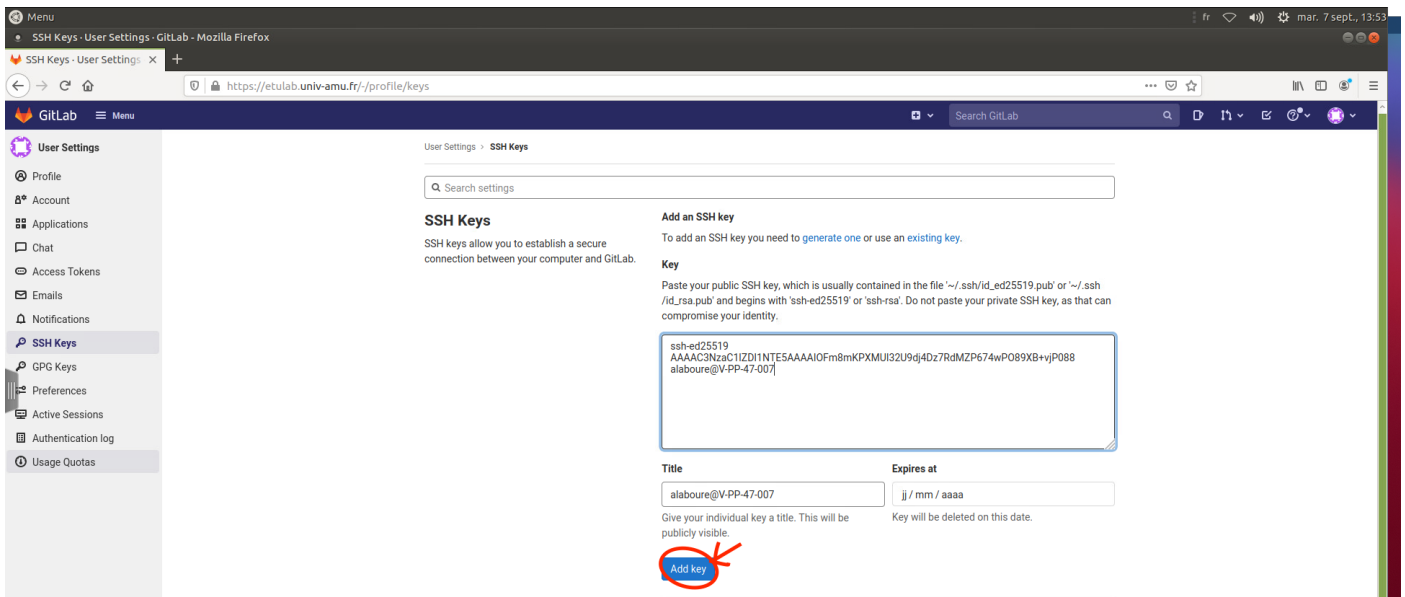 Menu
fr
mar. 7 sept., 13:53
SSH Keys · User Settings · GitLab - Mozilla Firefox
SSH Keys · User Settings
https://etulab.univ-amu.fr/-/profile/keys
GitLab
Menu
Search GitLab
User Settings
Profile
Account
Applications
Chat
Access Tokens
Emails
Notifications
SSH Keys
GPG Keys
Preferences
Active Sessions
Authentication log
Usage Quotas
User Settings > SSH Keys
Search settings
SSH Keys
SSH keys allow you to establish a secure
connection between your computer and GitLab.
Add an SSH key
To add an SSH key you need to generate one or use an existing key.
Key
Paste your public SSH key, which is usually contained in the file '~/.ssh/id_ed25519.pub' or '~/.ssh
/id_rsa.pub' and begins with 'ssh-ed25519' or 'ssh-rsa'. Do not paste your private SSH key, as that can
compromise your identity.
ssh-ed25519
AAAAC3NzaC1lZDI1NTE5AAAAIOFm8mKPXMUI32U9dj4Dz7RdMZP674wPO89XB+vjP088
alaboure@V-PP-47-007
Title
Expires at
alaboure@V-PP-47-007
jj / mm / aaaa
Give your individual key a title. This will be
publicly visible.
Key will be deleted on this date.
Add key